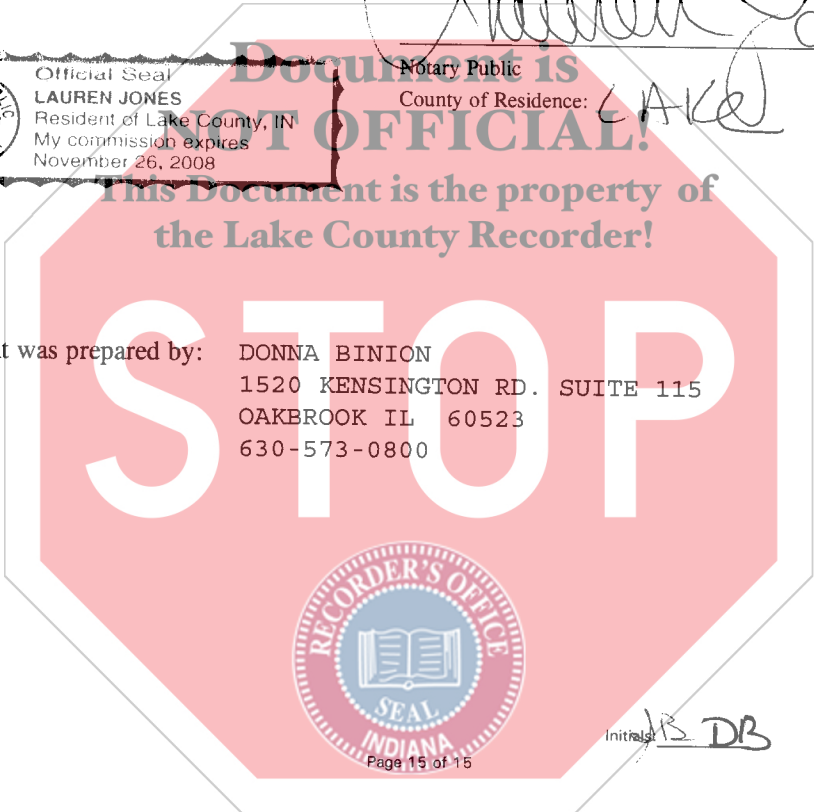 Lauren Jo
Document is
Notary Public
County of Residence: LAKE
Official Seal
LAUREN JONES
Resident of Lake County, IN
My commission expires
November 26, 2008
NOT OFFICIAL!
This Document is the property of
the Lake County Recorder!
STOP
t was prepared by: DONNA BINION
1520 KENSINGTON RD. SUITE 115
OAKBROOK IL 60523
630-573-0800
RECORDER'S OFFICE
SEAL
INDIANA
Initials: DB
Page 15 of 15